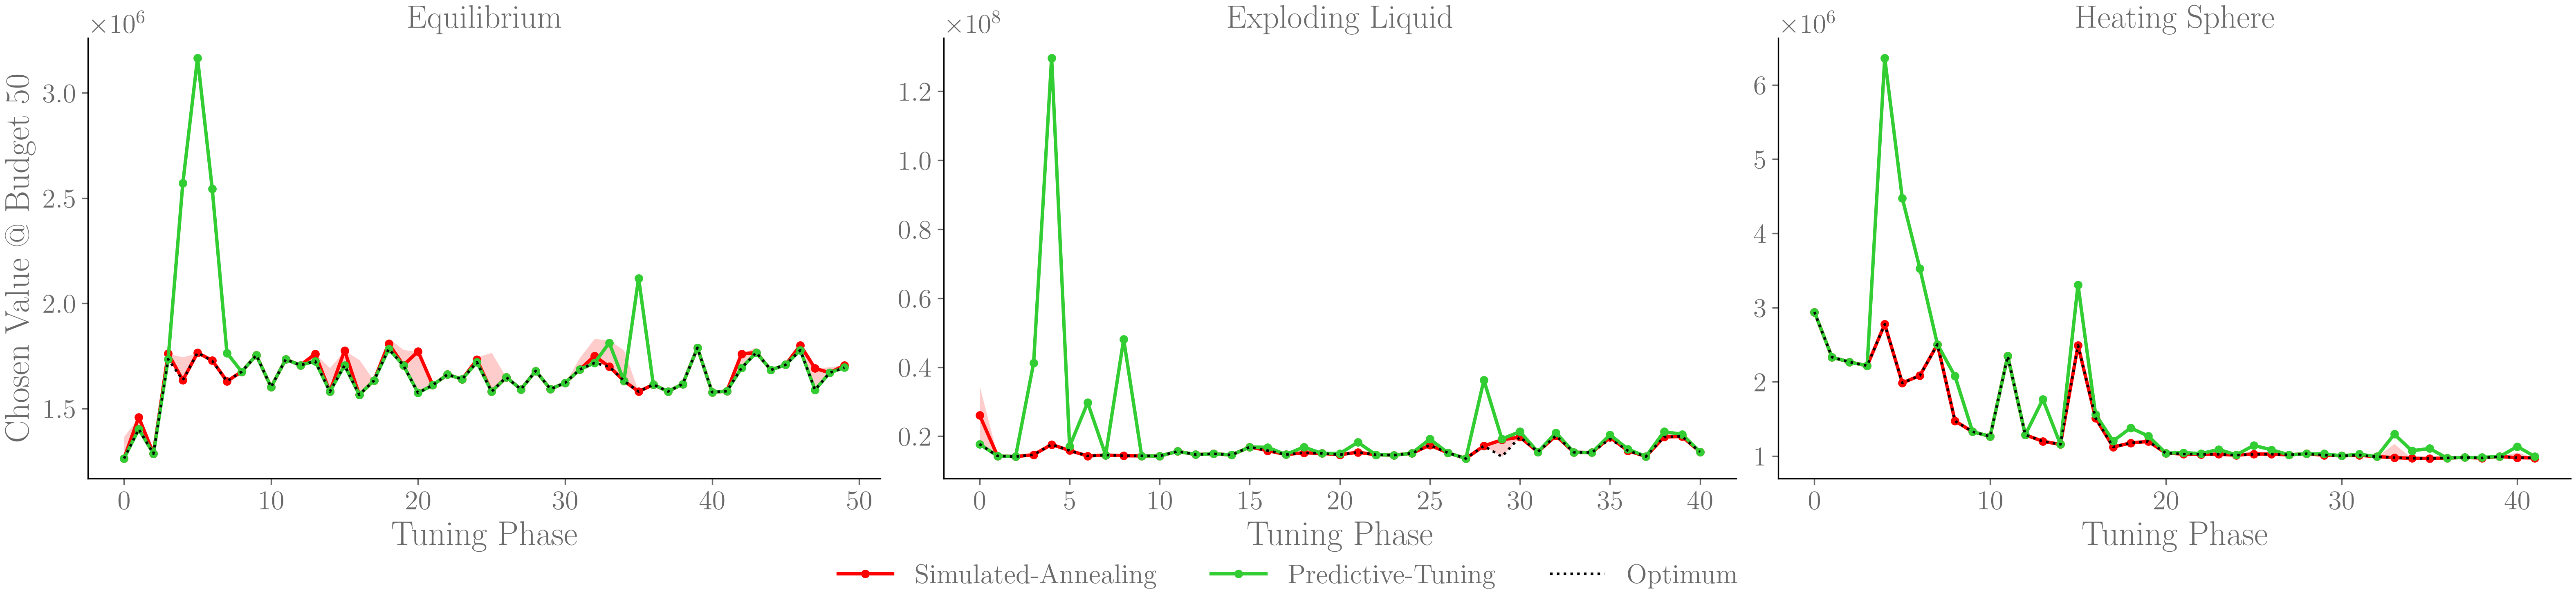 Equilibrium
×10⁶
Chosen Value @ Budget 50
3.0
2.5
2.0
1.5
0 10 20 30 40 50
Tuning Phase
Exploding Liquid
×10⁸
1.2
1.0
0.8
0.6
0.4
0.2
0 5 10 15 20 25 30 35 40
Tuning Phase
Heating Sphere
×10⁶
6
5
4
3
2
1
0 10 20 30 40
Tuning Phase
Simulated-Annealing Predictive-Tuning Optimum